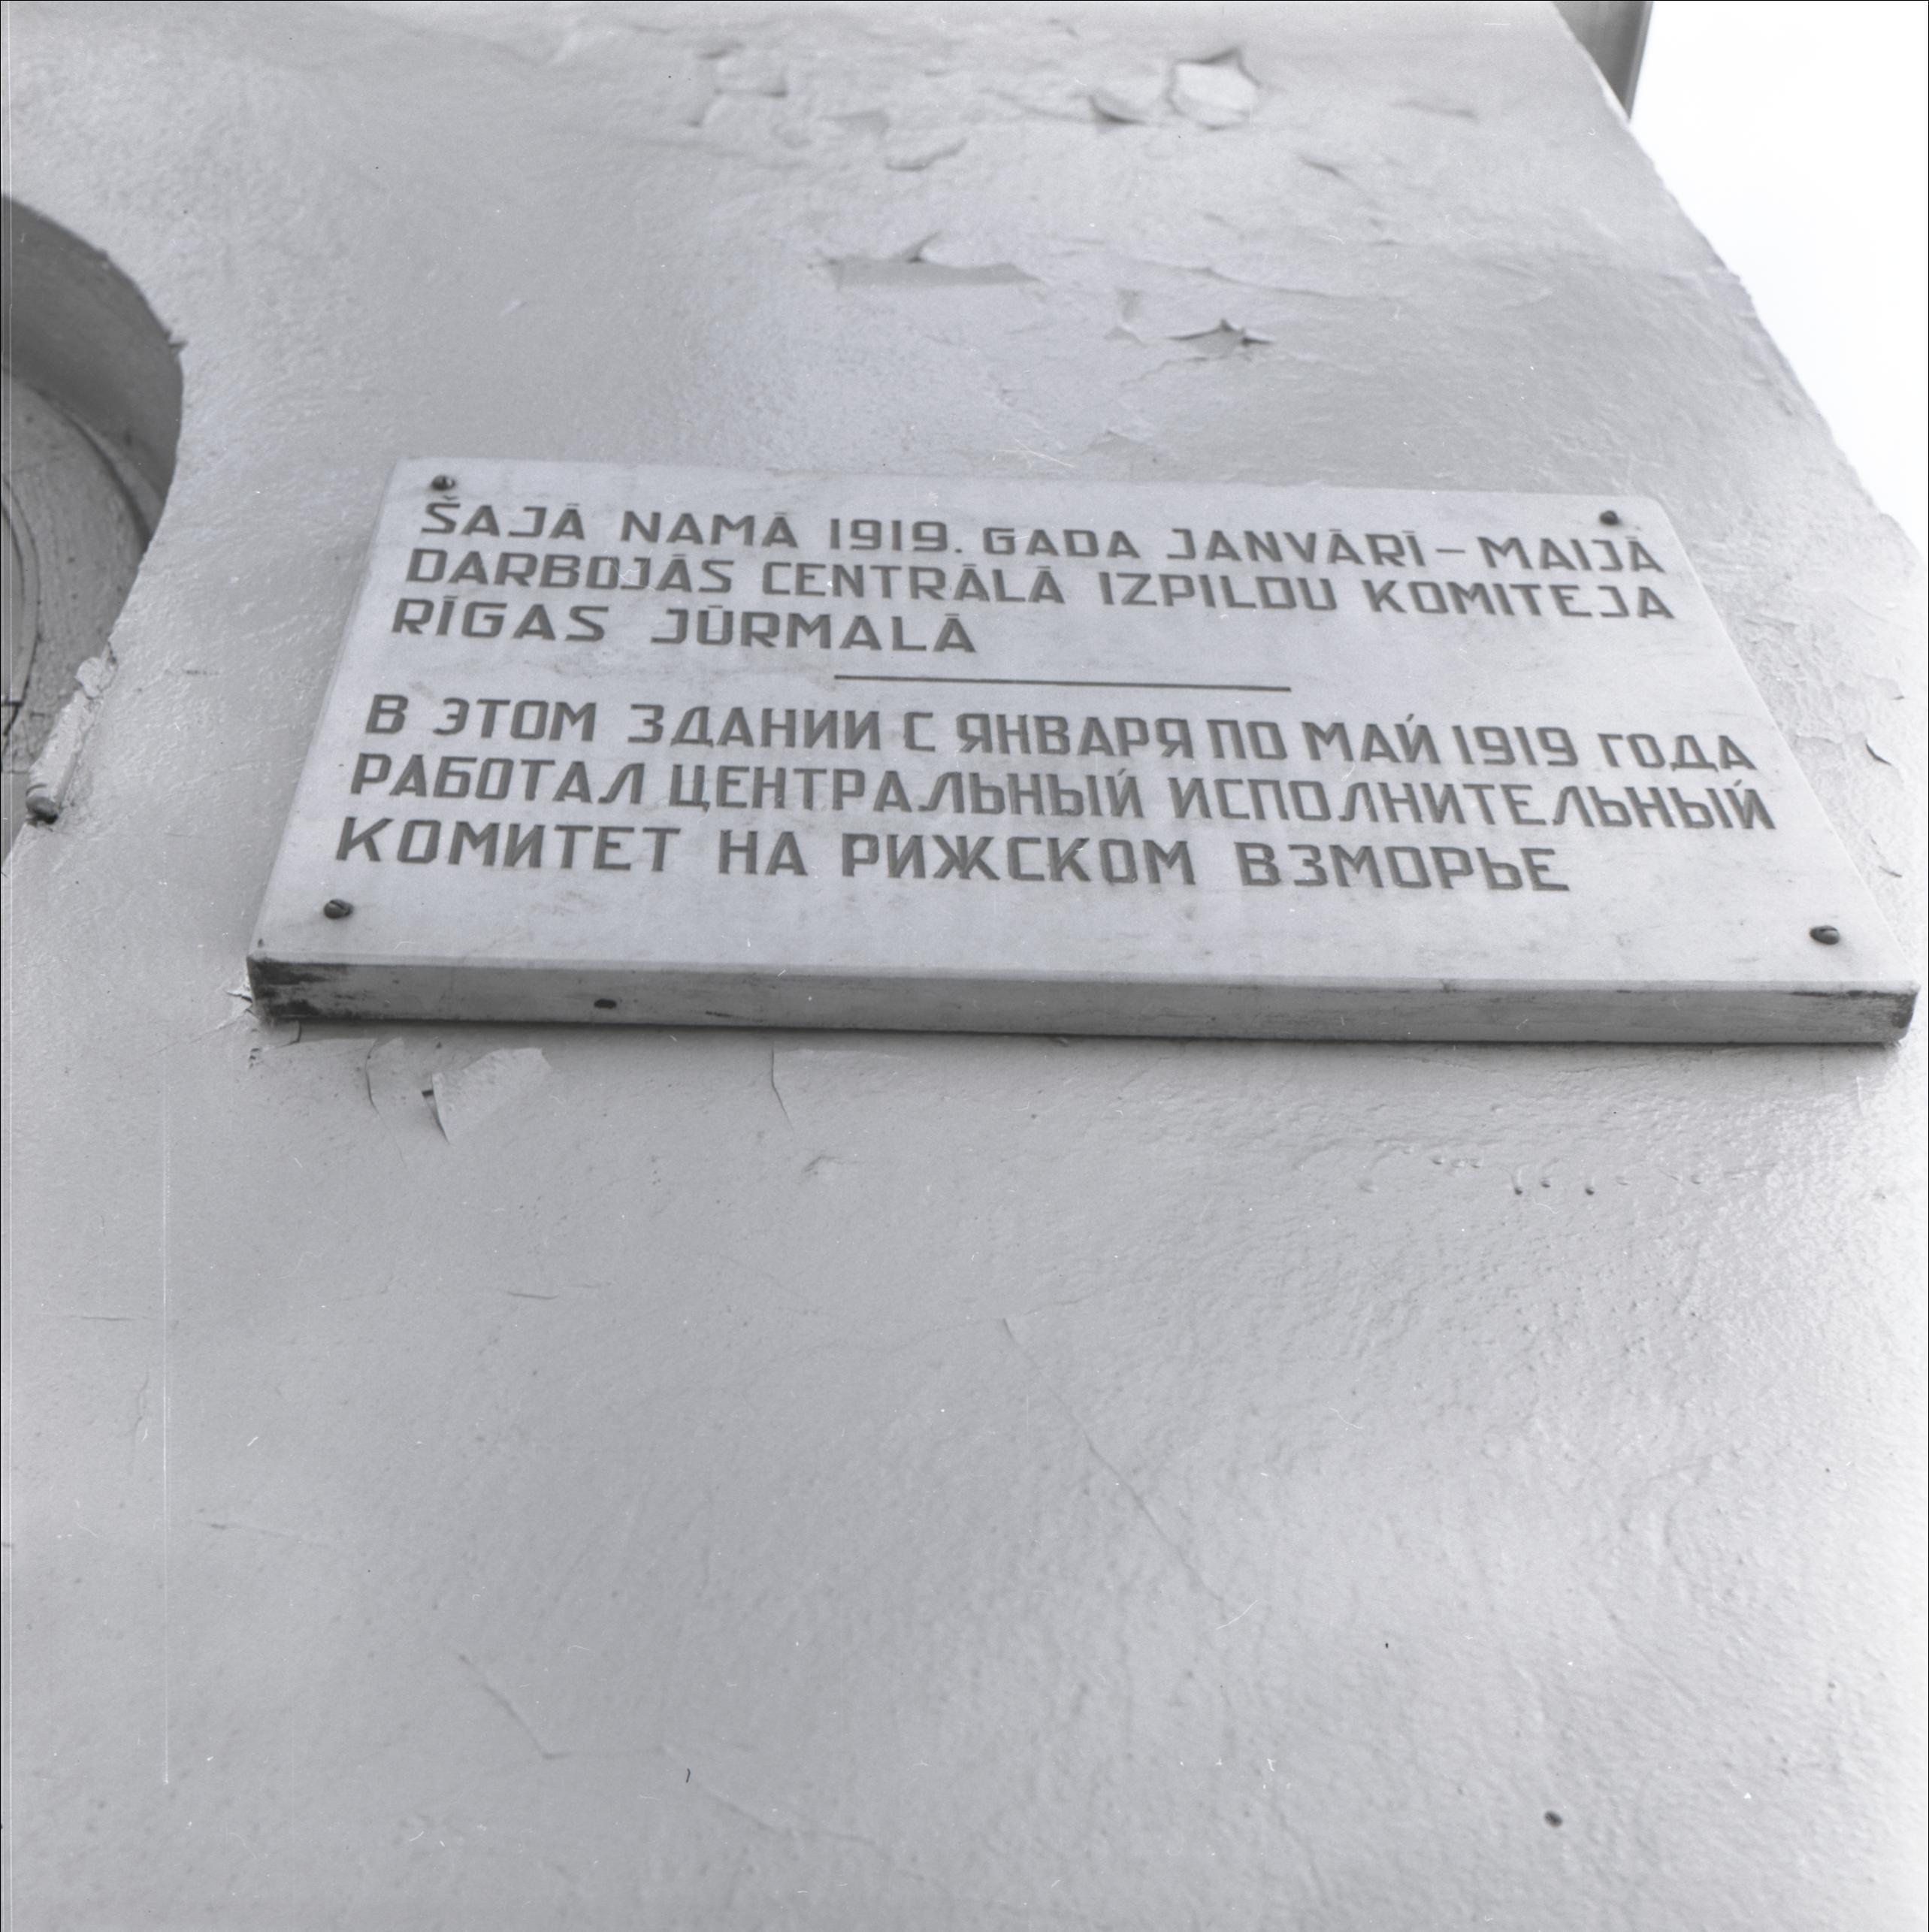 ŠAJĀ NAMĀ 1919. GADA JANVĀRĪ – MAIJĀ
DARBOJĀS CENTRĀLĀ IZPILDU KOMITEJA
RĪGAS JŪRMALĀ
В ЭТОМ ЗДАНИИ С ЯНВАРЯ ПО МАЙ 1919 ГОДА
РАБОТАЛ ЦЕНТРАЛЬНЫЙ ИСПОЛНИТЕЛЬНЫЙ
КОМИТЕТ НА РИЖСКОМ ВЗМОРЬЕ